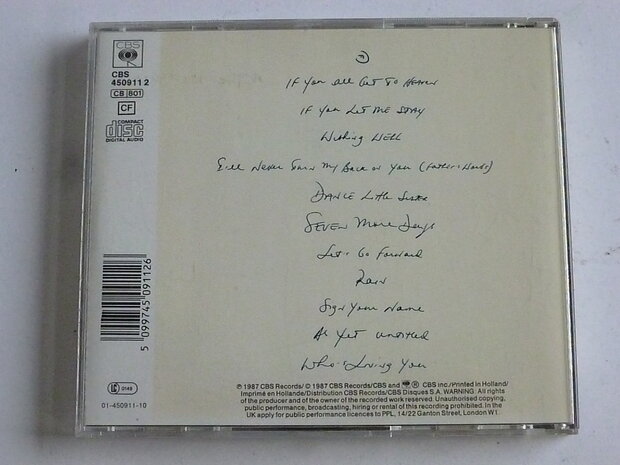 CBS
CBS
450911 2
CB 801
CF
COMPACT
disc
DIGITAL AUDIO
IF You all Get To Heaven
IF You Let Me Stay
Wishing Well
I'll Never Turn My Back on You (Father's Words)
Dance Little Sister
Seven More Days
Let's Go Forward
Rain
Sign Your Name
As Yet Untitled
Who's Loving You
5 099745 091126
LC 0149
01-450911-10
℗ 1987 CBS Records/ © 1987 CBS Records/CBS and ® CBS inc./Printed in Holland/
Imprimé en Hollande/Distribution CBS Records/CBS Disques S.A. WARNING: All rights
of the producer and of the owner of the recorded work reserved. Unauthorised copying,
public performance, broadcasting, hiring or rental of this recording prohibited. In the
UK apply for public performance licences to PPL, 14/22 Ganton Street, London W1.